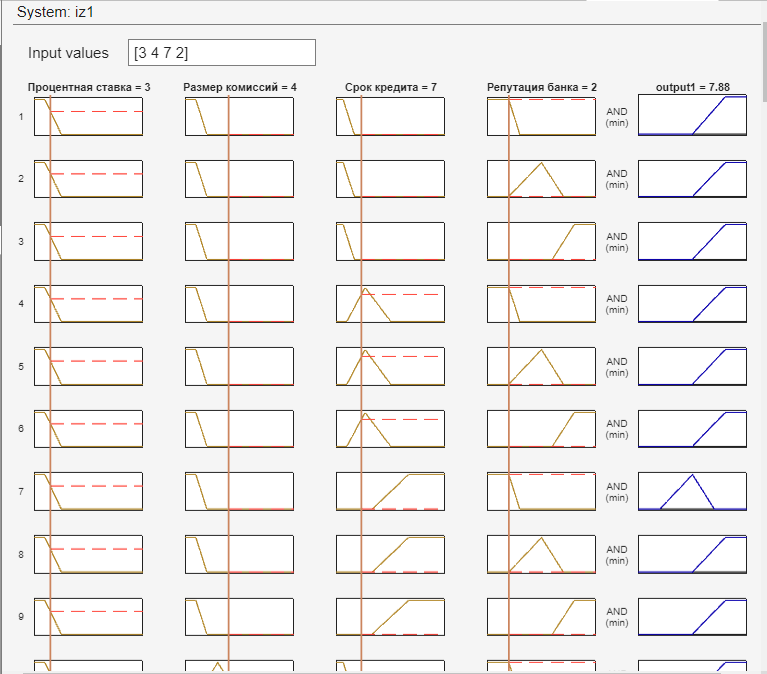 System: iz1
Input values [3 4 7 2]
Процентная ставка = 3 Размер комиссий = 4 Срок кредита = 7 Репутация банка = 2 output1 = 7.88
1 AND (min)
2 AND (min)
3 AND (min)
4 AND (min)
5 AND (min)
6 AND (min)
7 AND (min)
8 AND (min)
9 AND (min)